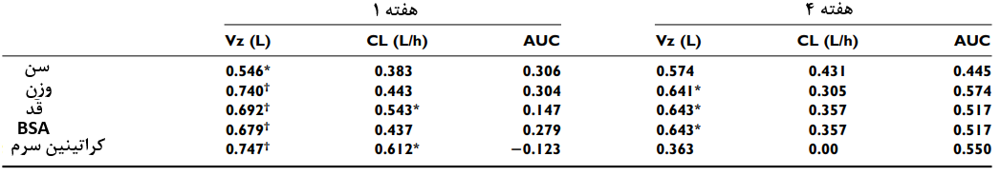 هفته ۱ هفته ۴
Vz (L) CL (L/h) AUC Vz (L) CL (L/h) AUC
سن 0.546* 0.383 0.306 0.574 0.431 0.445
وزن 0.740† 0.443 0.304 0.641* 0.305 0.574
قد 0.692† 0.543* 0.147 0.643* 0.357 0.517
BSA 0.679† 0.437 0.279 0.643* 0.357 0.517
کراتینین سرم 0.747† 0.612* −0.123 0.363 0.00 0.550